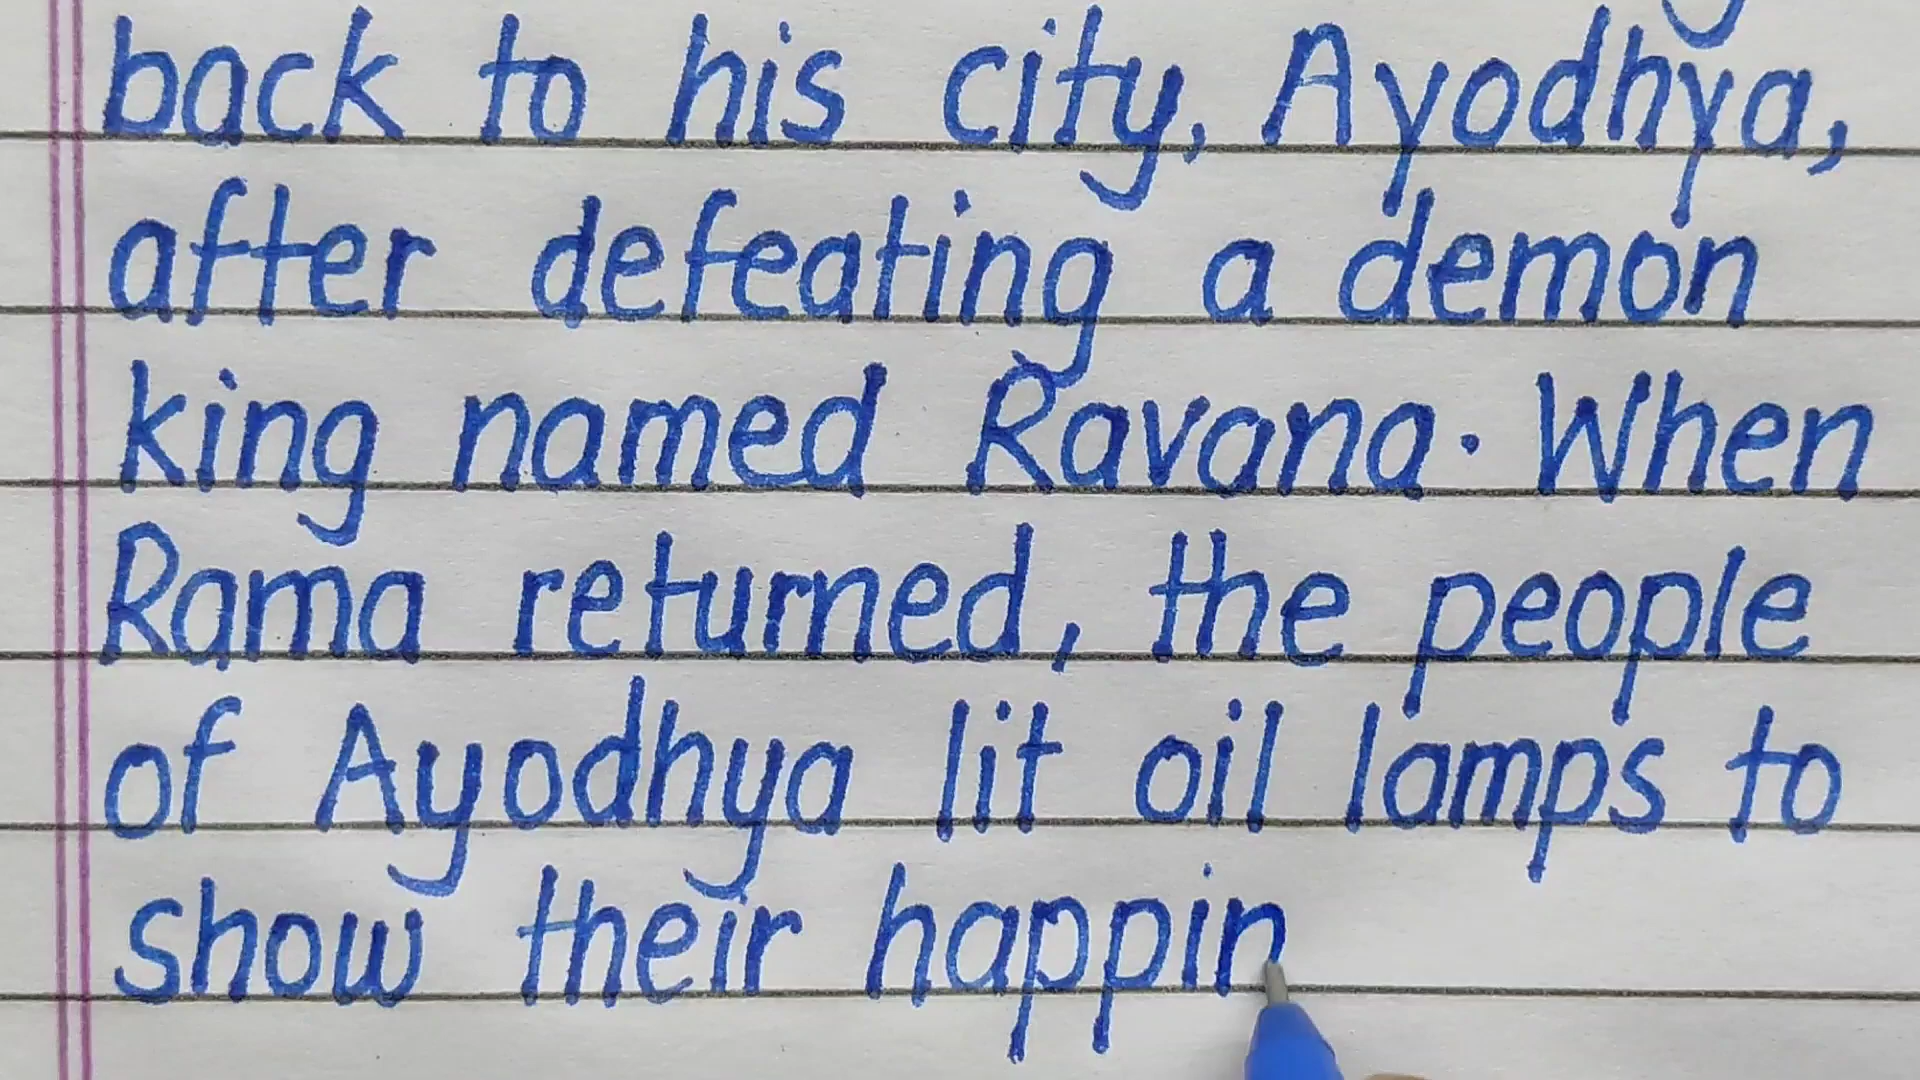 back to his city, Ayodhya,
after defeating a demon
king named Ravana. When
Rama returned, the people
of Ayodhya lit oil lamps to
show their happin